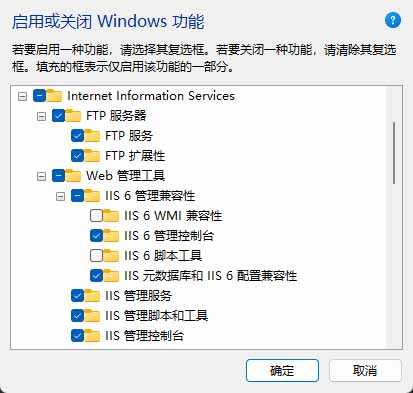 启用或关闭 Windows 功能
?
若要启用一种功能，请选择其复选框。若要关闭一种功能，请清除其复选
框。填充的框表示仅启用该功能的一部分。
Internet Information Services
FTP 服务器
FTP 服务
FTP 扩展性
Web 管理工具
IIS 6 管理兼容性
IIS 6 WMI 兼容性
IIS 6 管理控制台
IIS 6 脚本工具
IIS 元数据库和 IIS 6 配置兼容性
IIS 管理服务
IIS 管理脚本和工具
IIS 管理控制台
确定
取消